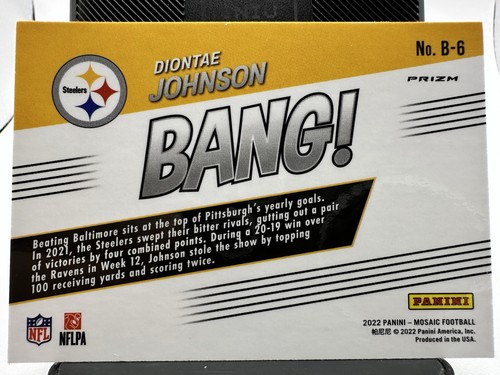 No. B-6
PRIZM
Steelers
DIONTAE
JOHNSON
BANG!
Beating Baltimore sits at the top of Pittsburgh's yearly goals.
In 2021, the Steelers swept their bitter rivals, gutting out a pair
of victories by four combined points. During a 20-19 win over
the Ravens in Week 12, Johnson stole the show by topping
100 receiving yards and scoring twice.
NFL
NFLPA
PANINI
2022 PANINI – MOSAIC FOOTBALL
帕尼尼 © 2022 Panini America, Inc.
Produced in the USA.